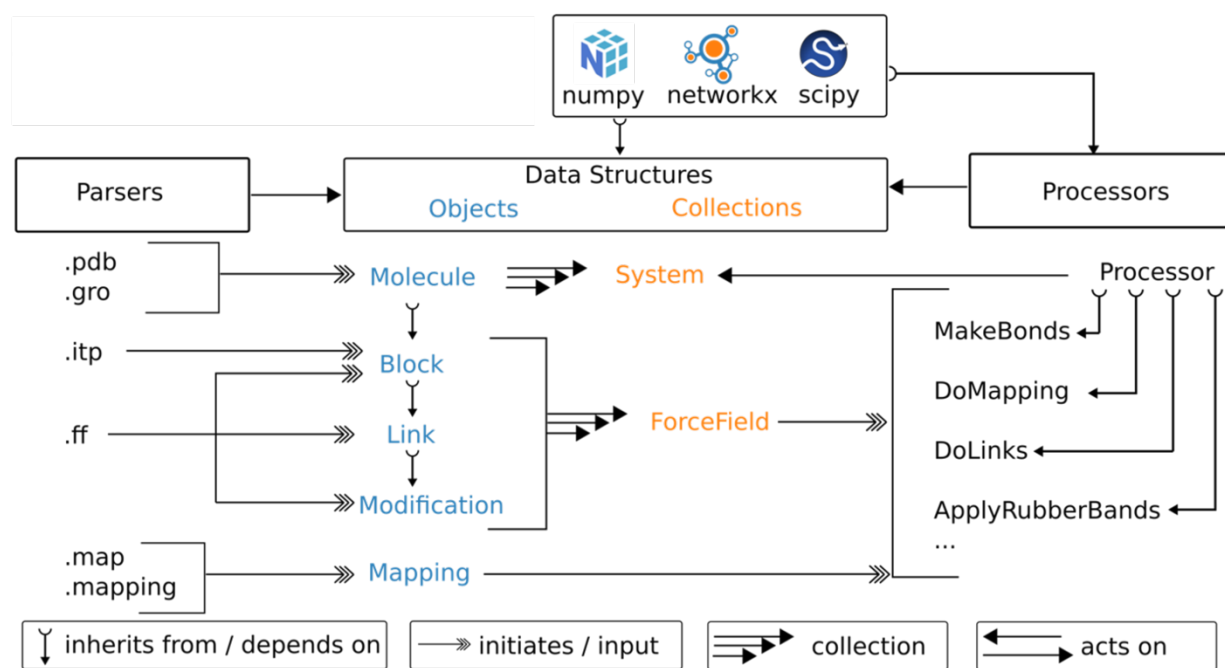 numpy networkx scipy
Parsers
Data Structures
Objects Collections
Processors
.pdb
.gro
Molecule
System
Processor
MakeBonds
.itp
Block
DoMapping
.ff
Link
ForceField
DoLinks
Modification
ApplyRubberBands
...
.map
.mapping
Mapping
inherits from / depends on
initiates / input
collection
acts on